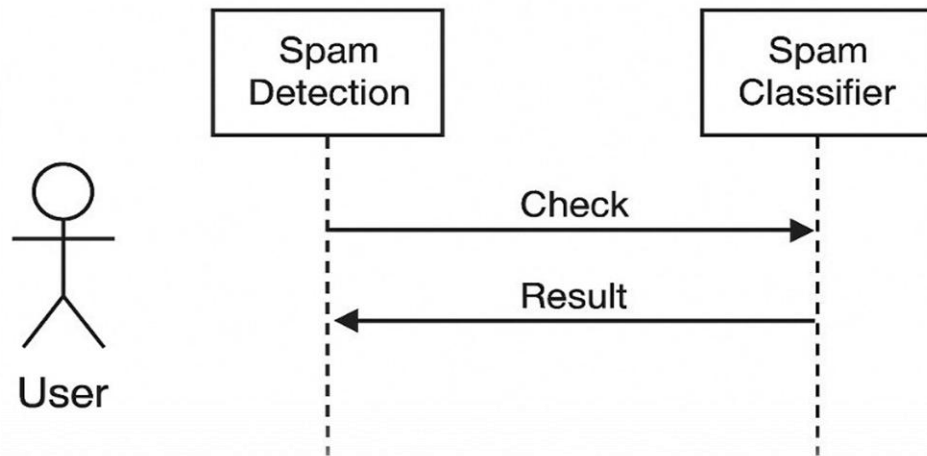 Spam
Detection
Spam
Classifier
Check
Result
User